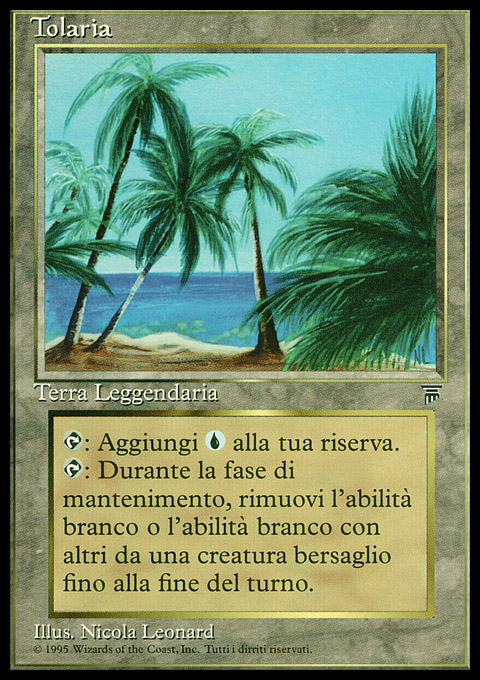 Tolaria
Terra Leggendaria
: Aggiungi alla tua riserva.
: Durante la fase di
mantenimento, rimuovi l'abilità
branco o l'abilità branco con
altri da una creatura bersaglio
fino alla fine del turno.
Illus. Nicola Leonard
© 1995 Wizards of the Coast, Inc. Tutti i dirriti riservati.